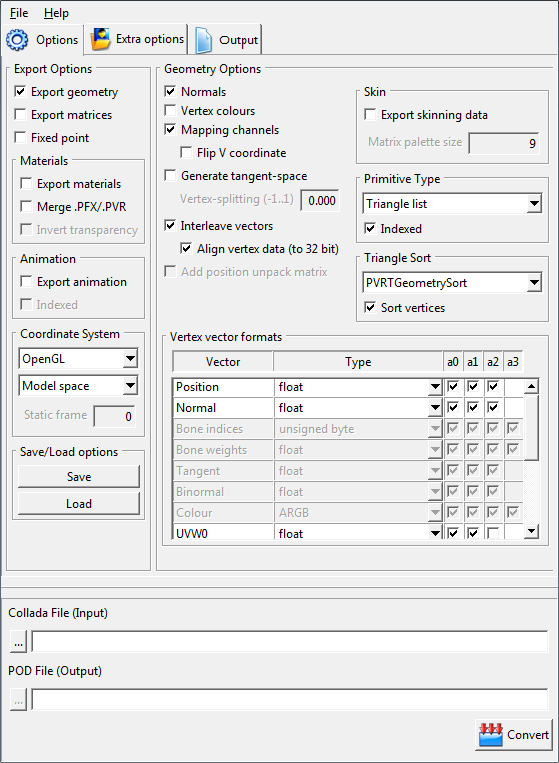 File Help
Options Extra options Output
Export Options
Export geometry
Export matrices
Fixed point
Materials
Export materials
Merge .PFX/.PVR
Invert transparency
Animation
Export animation
Indexed
Coordinate System
OpenGL
Model space
Static frame 0
Save/Load options
Save
Load
Geometry Options
Normals
Vertex colours
Mapping channels
Flip V coordinate
Generate tangent-space
Vertex-splitting (-1..1) 0.000
Interleave vectors
Align vertex data (to 32 bit)
Add position unpack matrix
Skin
Export skinning data
Matrix palette size 9
Primitive Type
Triangle list
Indexed
Triangle Sort
PVRTGeometrySort
Sort vertices
Vertex vector formats
Vector Type a0 a1 a2 a3
Position float
Normal float
Bone indices unsigned byte
Bone weights float
Tangent float
Binormal float
Colour ARGB
UVW0 float
Collada File (Input)
...
POD File (Output)
...
Convert